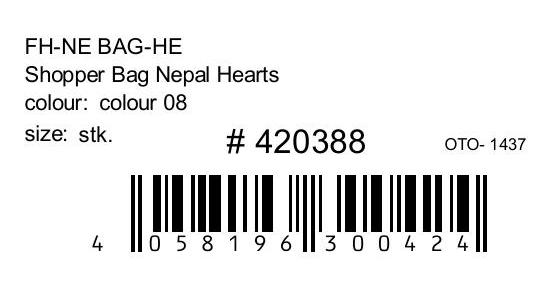 FH-NE BAG-HE
Shopper Bag Nepal Hearts
colour: colour 08
size: stk.
# 420388
OTO- 1437
4 058196 300424